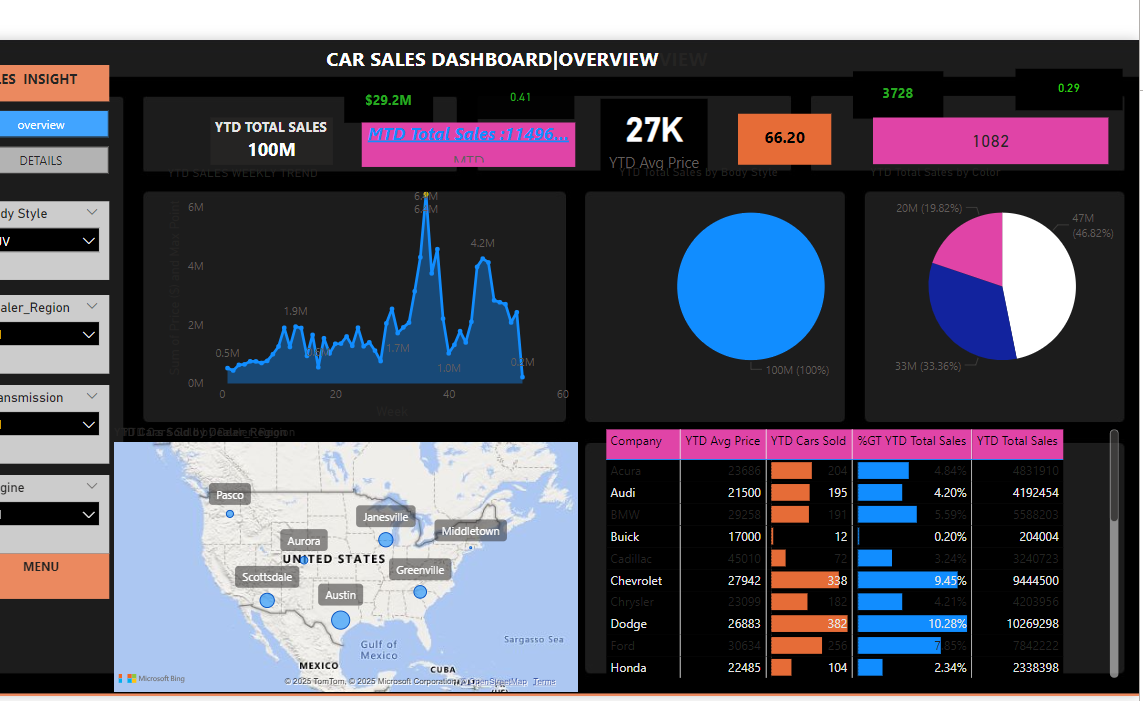 CAR SALES DASHBOARD|OVERVIEW
VIEW
ES INSIGHT
overview
DETAILS
$29.2M
0.41
3728
0.29
YTD TOTAL SALES
100M
MTD Total Sales :11496...
MTD
27K
YTD Avg Price
66.20
1082
dy Style
UV
aler_Region
ansmission
gine
MENU
YTD SALES WEEKLY TREND
Sum of Price ($) and Max Point
6M
4M
2M
0M
0
20
40
60
Week
0.5M
1.9M
1.7M
1.0M
4.2M
0.2M
YTD Total Sales by Body Style
100M (100%)
YTD Total Sales by Color
20M (19.82%)
47M
(46.82%)
33M (33.36%)
YTD Cars Sold by Dealer_Region
Pasco
Janesville
Middletown
Aurora
UNITED STATES
Scottsdale
Greenville
Austin
Gulf of
Mexico
Sargasso Sea
MEXICO
CUBA
Microsoft Bing
© 2025 TomTom, © 2025 Microsoft Corporation, © OpenStreetMap Terms
Company YTD Avg Price YTD Cars Sold %GT YTD Total Sales YTD Total Sales
Acura 23686 204 4.84% 4831910
Audi 21500 195 4.20% 4192454
BMW 29258 191 5.59% 5588203
Buick 17000 12 0.20% 204004
Cadillac 45010 72 3.24% 3240723
Chevrolet 27942 338 9.45% 9444500
Chrysler 23099 182 4.21% 4203956
Dodge 26883 382 10.28% 10269298
Ford 30634 256 7.85% 7842222
Honda 22485 104 2.34% 2338398